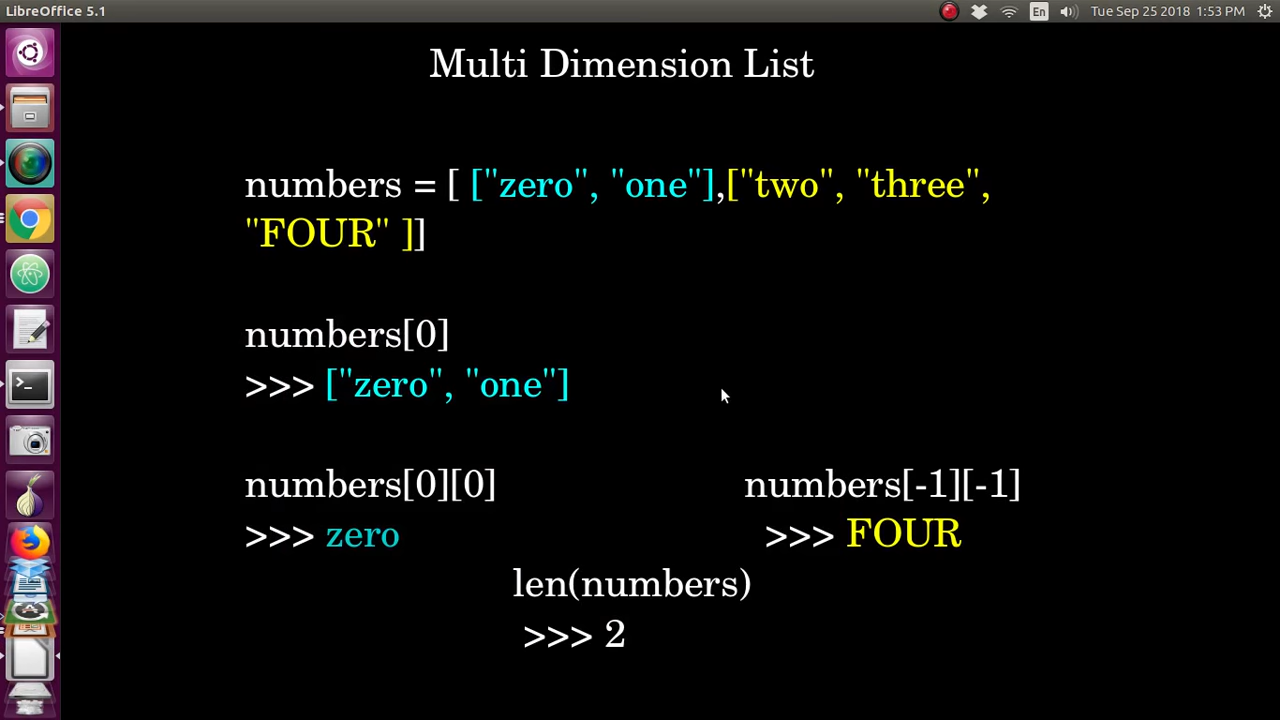 LibreOffice 5.1
En
Tue Sep 25 2018 1:53 PM
Multi Dimension List
numbers = [ ["zero", "one"],["two", "three",
"FOUR" ]]
numbers[0]
>>> ["zero", "one"]
numbers[0][0]
numbers[-1][-1]
>>> zero
>>> FOUR
len(numbers)
>>> 2